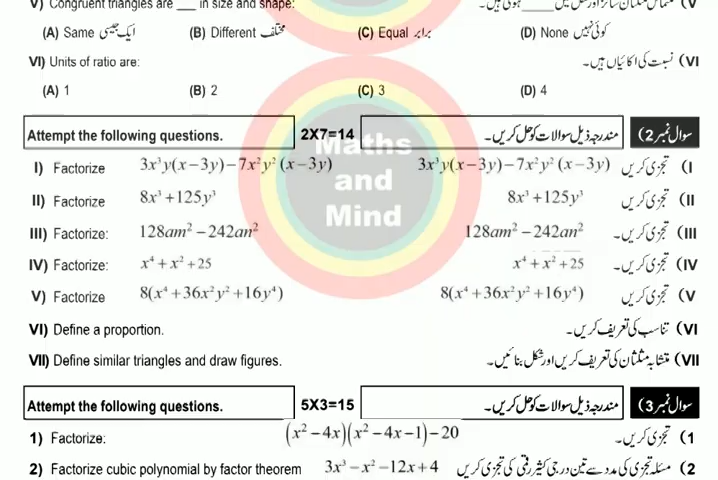 V) Congruent triangles are ___ in size and shape:
(A) Same ایک جیسی (B) Different مختلف (C) Equal برابر (D) None کوئی نہیں
VI) Units of ratio are: VI) نسبت کی اکائیاں ہیں۔
(A) 1 (B) 2 (C) 3 (D) 4
Attempt the following questions. 2X7=14 مندرجہ ذیل سوالات کو حل کریں۔ سوال نمبر 2)
Maths and Mind
I) Factorize 3x³y(x−3y)−7x²y²(x−3y) 3x³y(x−3y)−7x²y²(x−3y) تجزی کریں I)
II) Factorize 8x³+125y³ 8x³+125y³ تجزی کریں II)
III) Factorize: 128am²−242an² 128am²−242an² تجزی کریں۔ III)
IV) Factorize: x⁴+x²+25 x⁴+x²+25 تجزی کریں۔ IV)
V) Factorize 8(x⁴+36x²y²+16y⁴) 8(x⁴+36x²y²+16y⁴) تجزی کریں V)
VI) Define a proportion. تناسب کی تعریف کریں۔ VI)
VII) Define similar triangles and draw figures. متشابہ مثلثان کی تعریف کریں اور شکل بنائیں۔ VII)
Attempt the following questions. 5X3=15 مندرجہ ذیل سوالات کو حل کریں۔ سوال نمبر 3)
1) Factorize: (x²−4x)(x²−4x−1)−20 تجزی کریں۔ 1)
2) Factorize cubic polynomial by factor theorem 3x³−x²−12x+4 مسئلہ تجزی کی مدد سے تین درجی کثیر رقمی کی تجزی کریں 2)